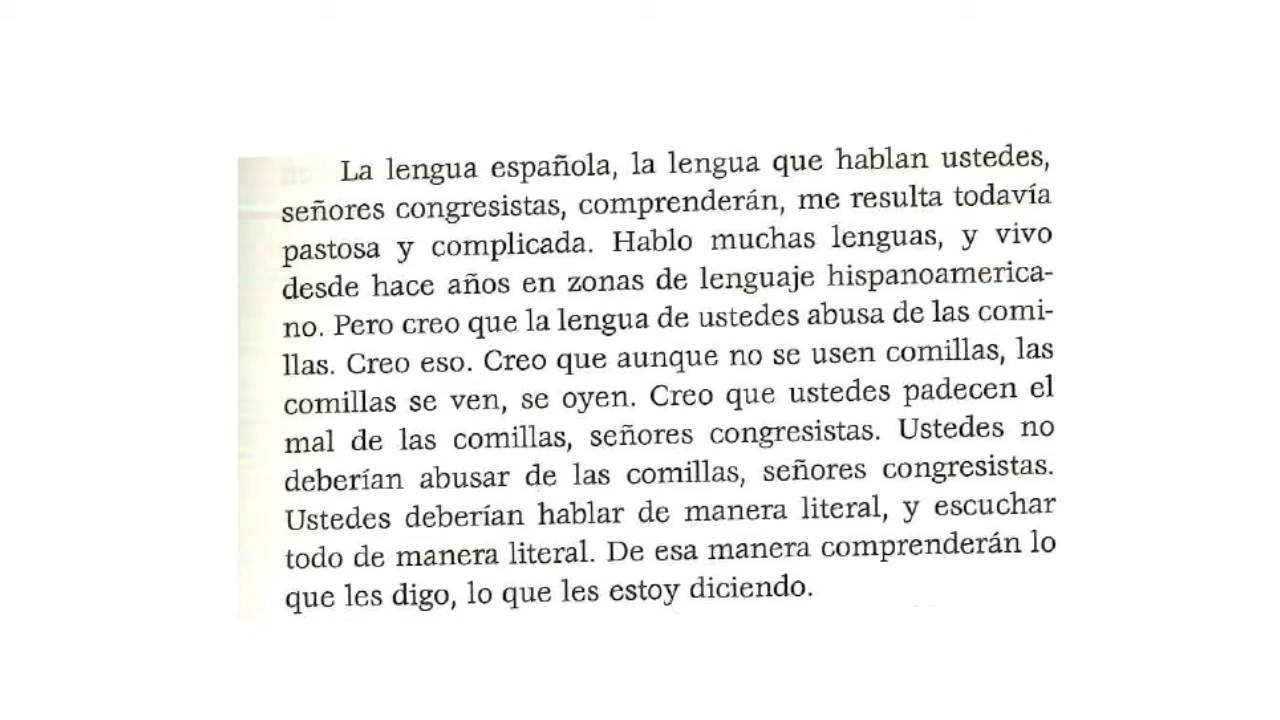 La lengua española, la lengua que hablan ustedes,
señores congresistas, comprenderán, me resulta todavía
pastosa y complicada. Hablo muchas lenguas, y vivo
desde hace años en zonas de lenguaje hispanoamerica-
no. Pero creo que la lengua de ustedes abusa de las comi-
llas. Creo eso. Creo que aunque no se usen comillas, las
comillas se ven, se oyen. Creo que ustedes padecen el
mal de las comillas, señores congresistas. Ustedes no
deberían abusar de las comillas, señores congresistas.
Ustedes deberían hablar de manera literal, y escuchar
todo de manera literal. De esa manera comprenderán lo
que les digo, lo que les estoy diciendo.